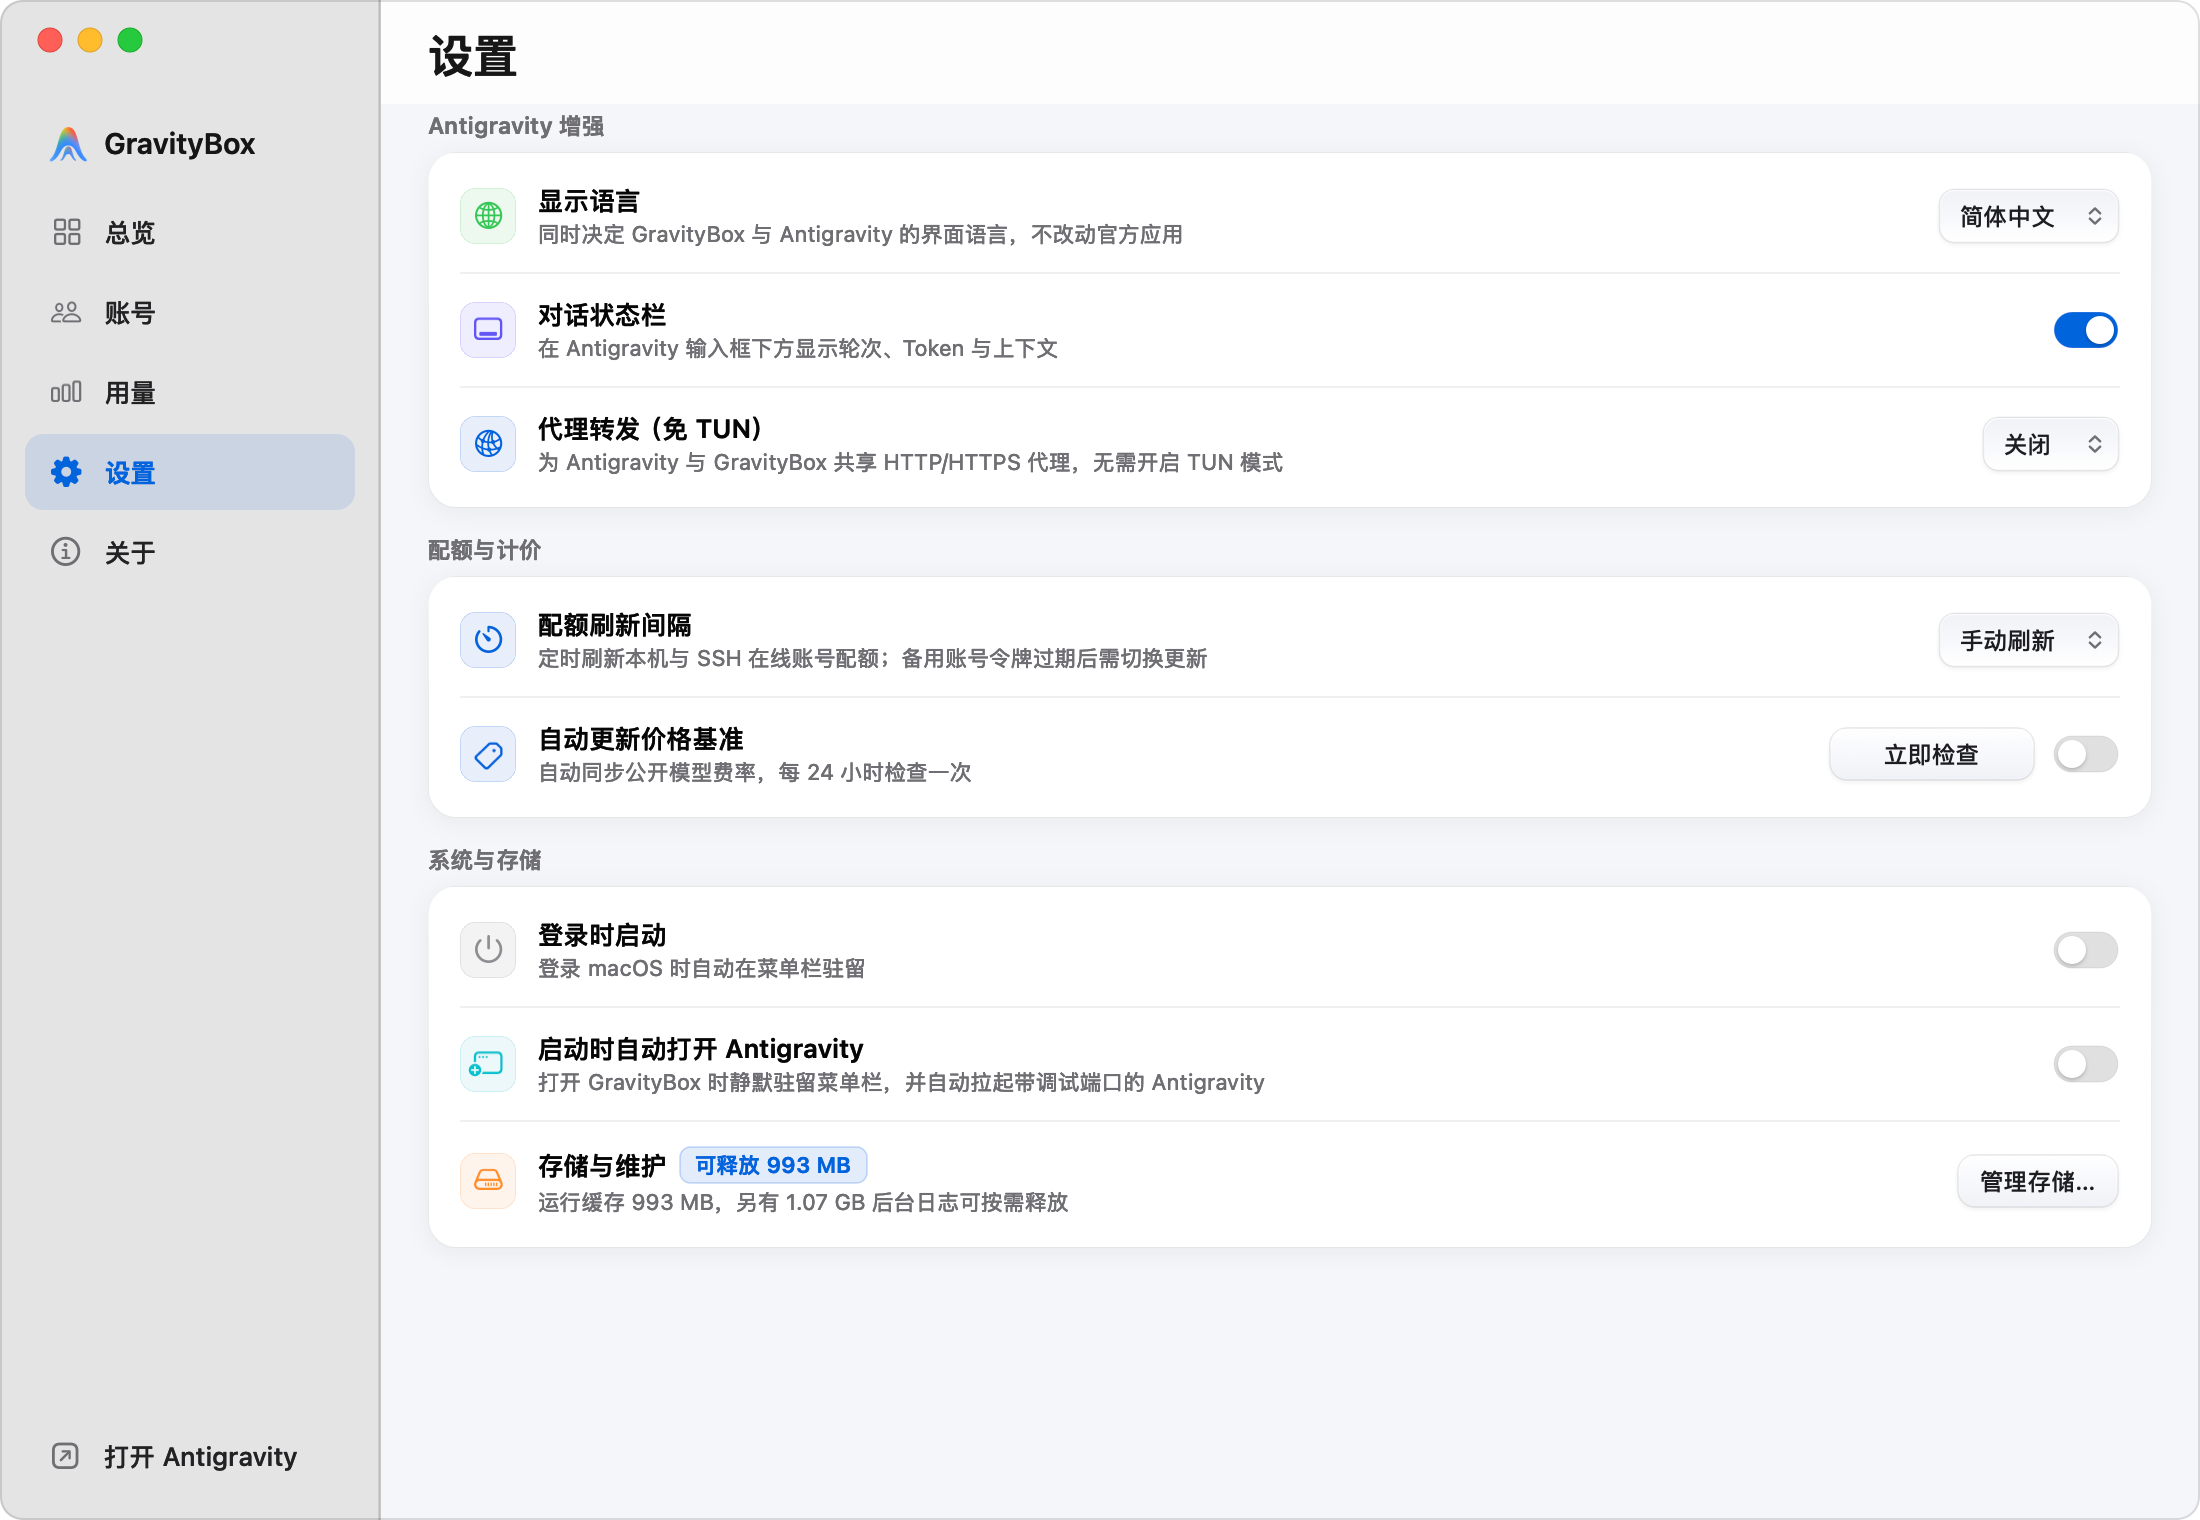 GravityBox
总览
账号
用量
设置
关于
打开 Antigravity
设置
Antigravity 增强
显示语言
同时决定 GravityBox 与 Antigravity 的界面语言，不改动官方应用
简体中文
对话状态栏
在 Antigravity 输入框下方显示轮次、Token 与上下文
代理转发（免 TUN）
为 Antigravity 与 GravityBox 共享 HTTP/HTTPS 代理，无需开启 TUN 模式
关闭
配额与计价
配额刷新间隔
定时刷新本机与 SSH 在线账号配额；备用账号令牌过期后需切换更新
手动刷新
自动更新价格基准
自动同步公开模型费率，每 24 小时检查一次
立即检查
系统与存储
登录时启动
登录 macOS 时自动在菜单栏驻留
启动时自动打开 Antigravity
打开 GravityBox 时静默驻留菜单栏，并自动拉起带调试端口的 Antigravity
存储与维护 可释放 993 MB
运行缓存 993 MB，另有 1.07 GB 后台日志可按需释放
管理存储...